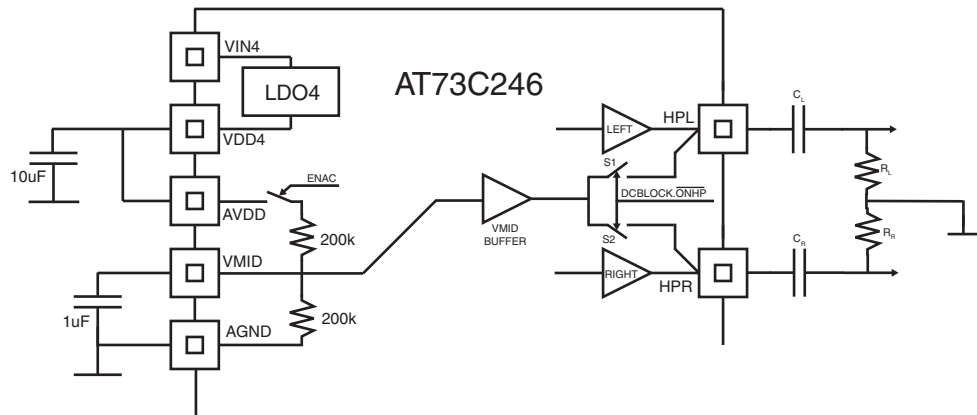 VIN4
LDO4
AT73C246
VDD4
10uF
LEFT
HPL
C L
S1
ENAC
AVDD
200k
VMID
BUFFER
DCBLOCK.ONHP
R L
R R
S2
VMID
RIGHT
HPR
C R
1uF
AGND
200k